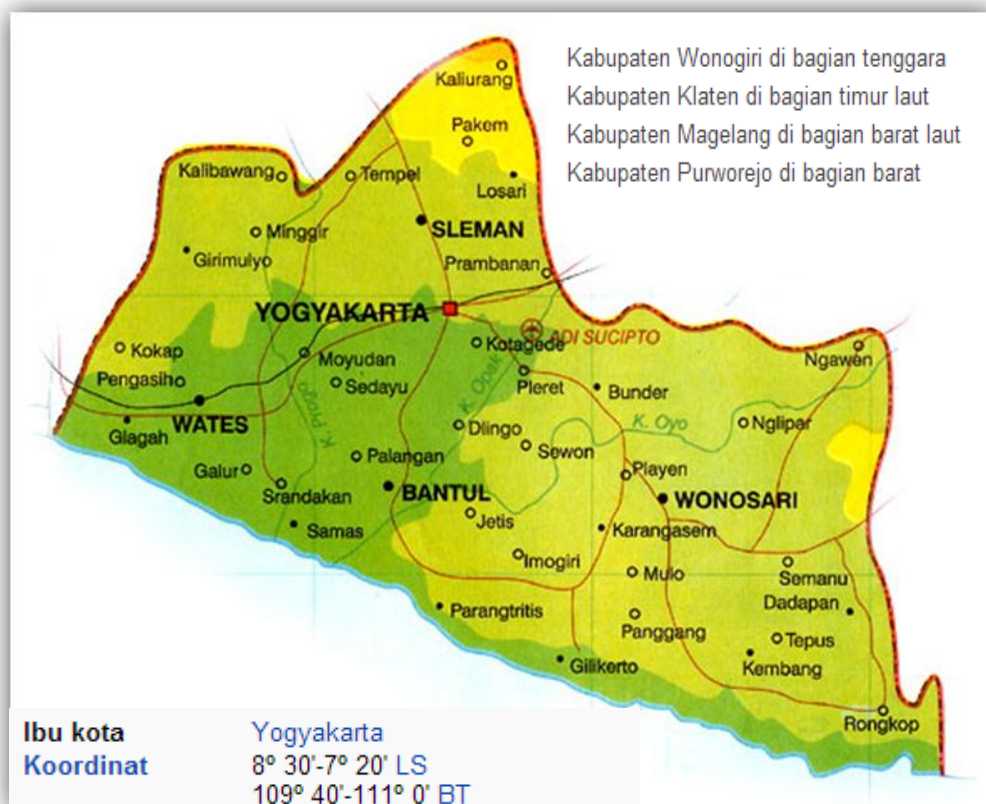 Kabupaten Wonogiri di bagian tenggara
Kabupaten Klaten di bagian timur laut
Kabupaten Magelang di bagian barat laut
Kabupaten Purworejo di bagian barat
Kaliurang
Pakem
Kalibawang
Tempel
Losari
SLEMAN
Minggir
Girimulyo
Prambanan
YOGYAKARTA
ADI SUCIPTO
Kotagede
Ngawen
Kokap
Moyudan
Pengasih
Sedayu
K. Opak
Pleret
Bunder
WATES
K Progo
Glagah
Dlingo
K. Oyo
Nglipar
Sewon
Palangan
Galur
Playen
Srandakan
BANTUL
WONOSARI
Samas
Jetis
Karangasem
Imogiri
Mulo
Semanu
Dadapan
Parangtritis
Panggang
Tepus
Kembang
Gilikerto
Rongkop
Ibu kota Yogyakarta
Koordinat 8º 30'-7º 20' LS
109º 40'-111º 0' BT